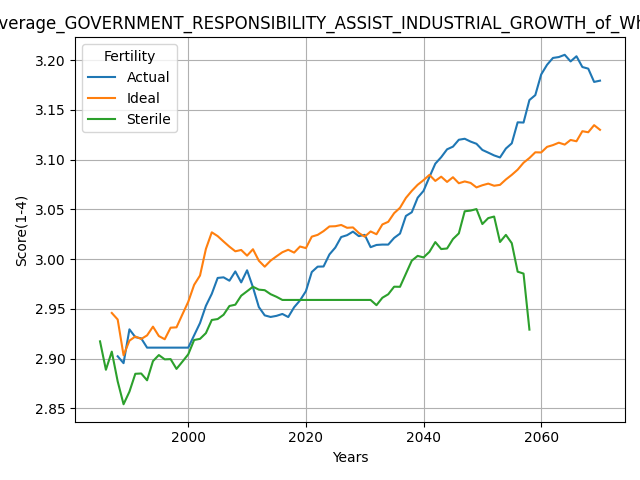 verage_GOVERNMENT_RESPONSIBILITY_ASSIST_INDUSTRIAL_GROWTH_of_Wh
Fertility
Actual
Ideal
Sterile
3.20
3.15
3.10
3.05
3.00
2.95
2.90
2.85
Score(1-4)
2000
2020
2040
2060
Years